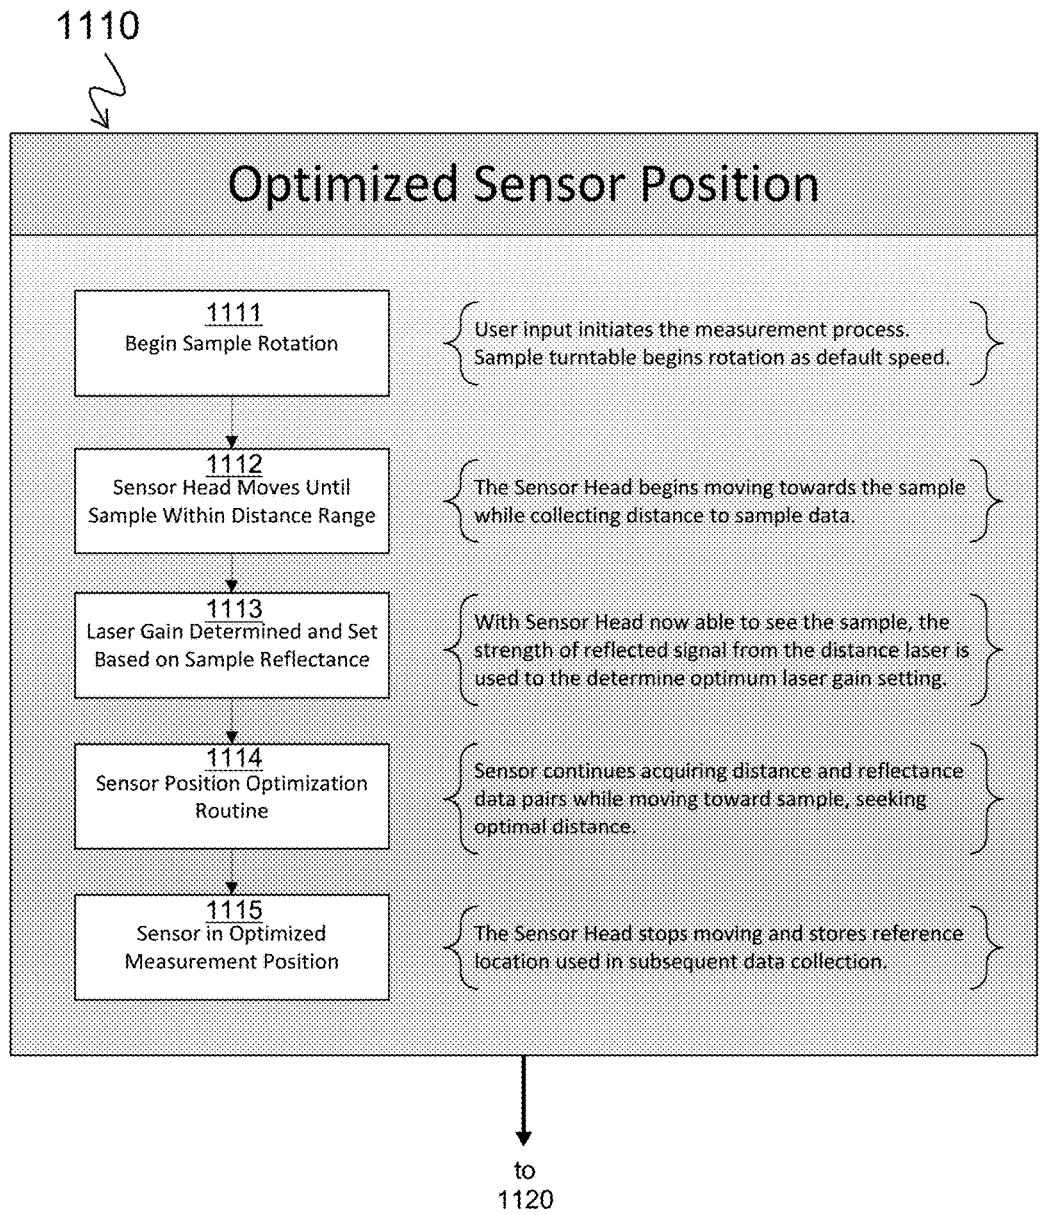 1110
Optimized Sensor Position
1111
Begin Sample Rotation
User input initiates the measurement process.
Sample turntable begins rotation as default speed.
1112
Sensor Head Moves Until
Sample Within Distance Range
The Sensor Head begins moving towards the sample
while collecting distance to sample data.
1113
Laser Gain Determined and Set
Based on Sample Reflectance
With Sensor Head now able to see the sample, the
strength of reflected signal from the distance laser is
used to the determine optimum laser gain setting.
1114
Sensor Position Optimization
Routine
Sensor continues acquiring distance and reflectance
data pairs while moving toward sample, seeking
optimal distance.
1115
Sensor in Optimized
Measurement Position
The Sensor Head stops moving and stores reference
location used in subsequent data collection.
to
1120